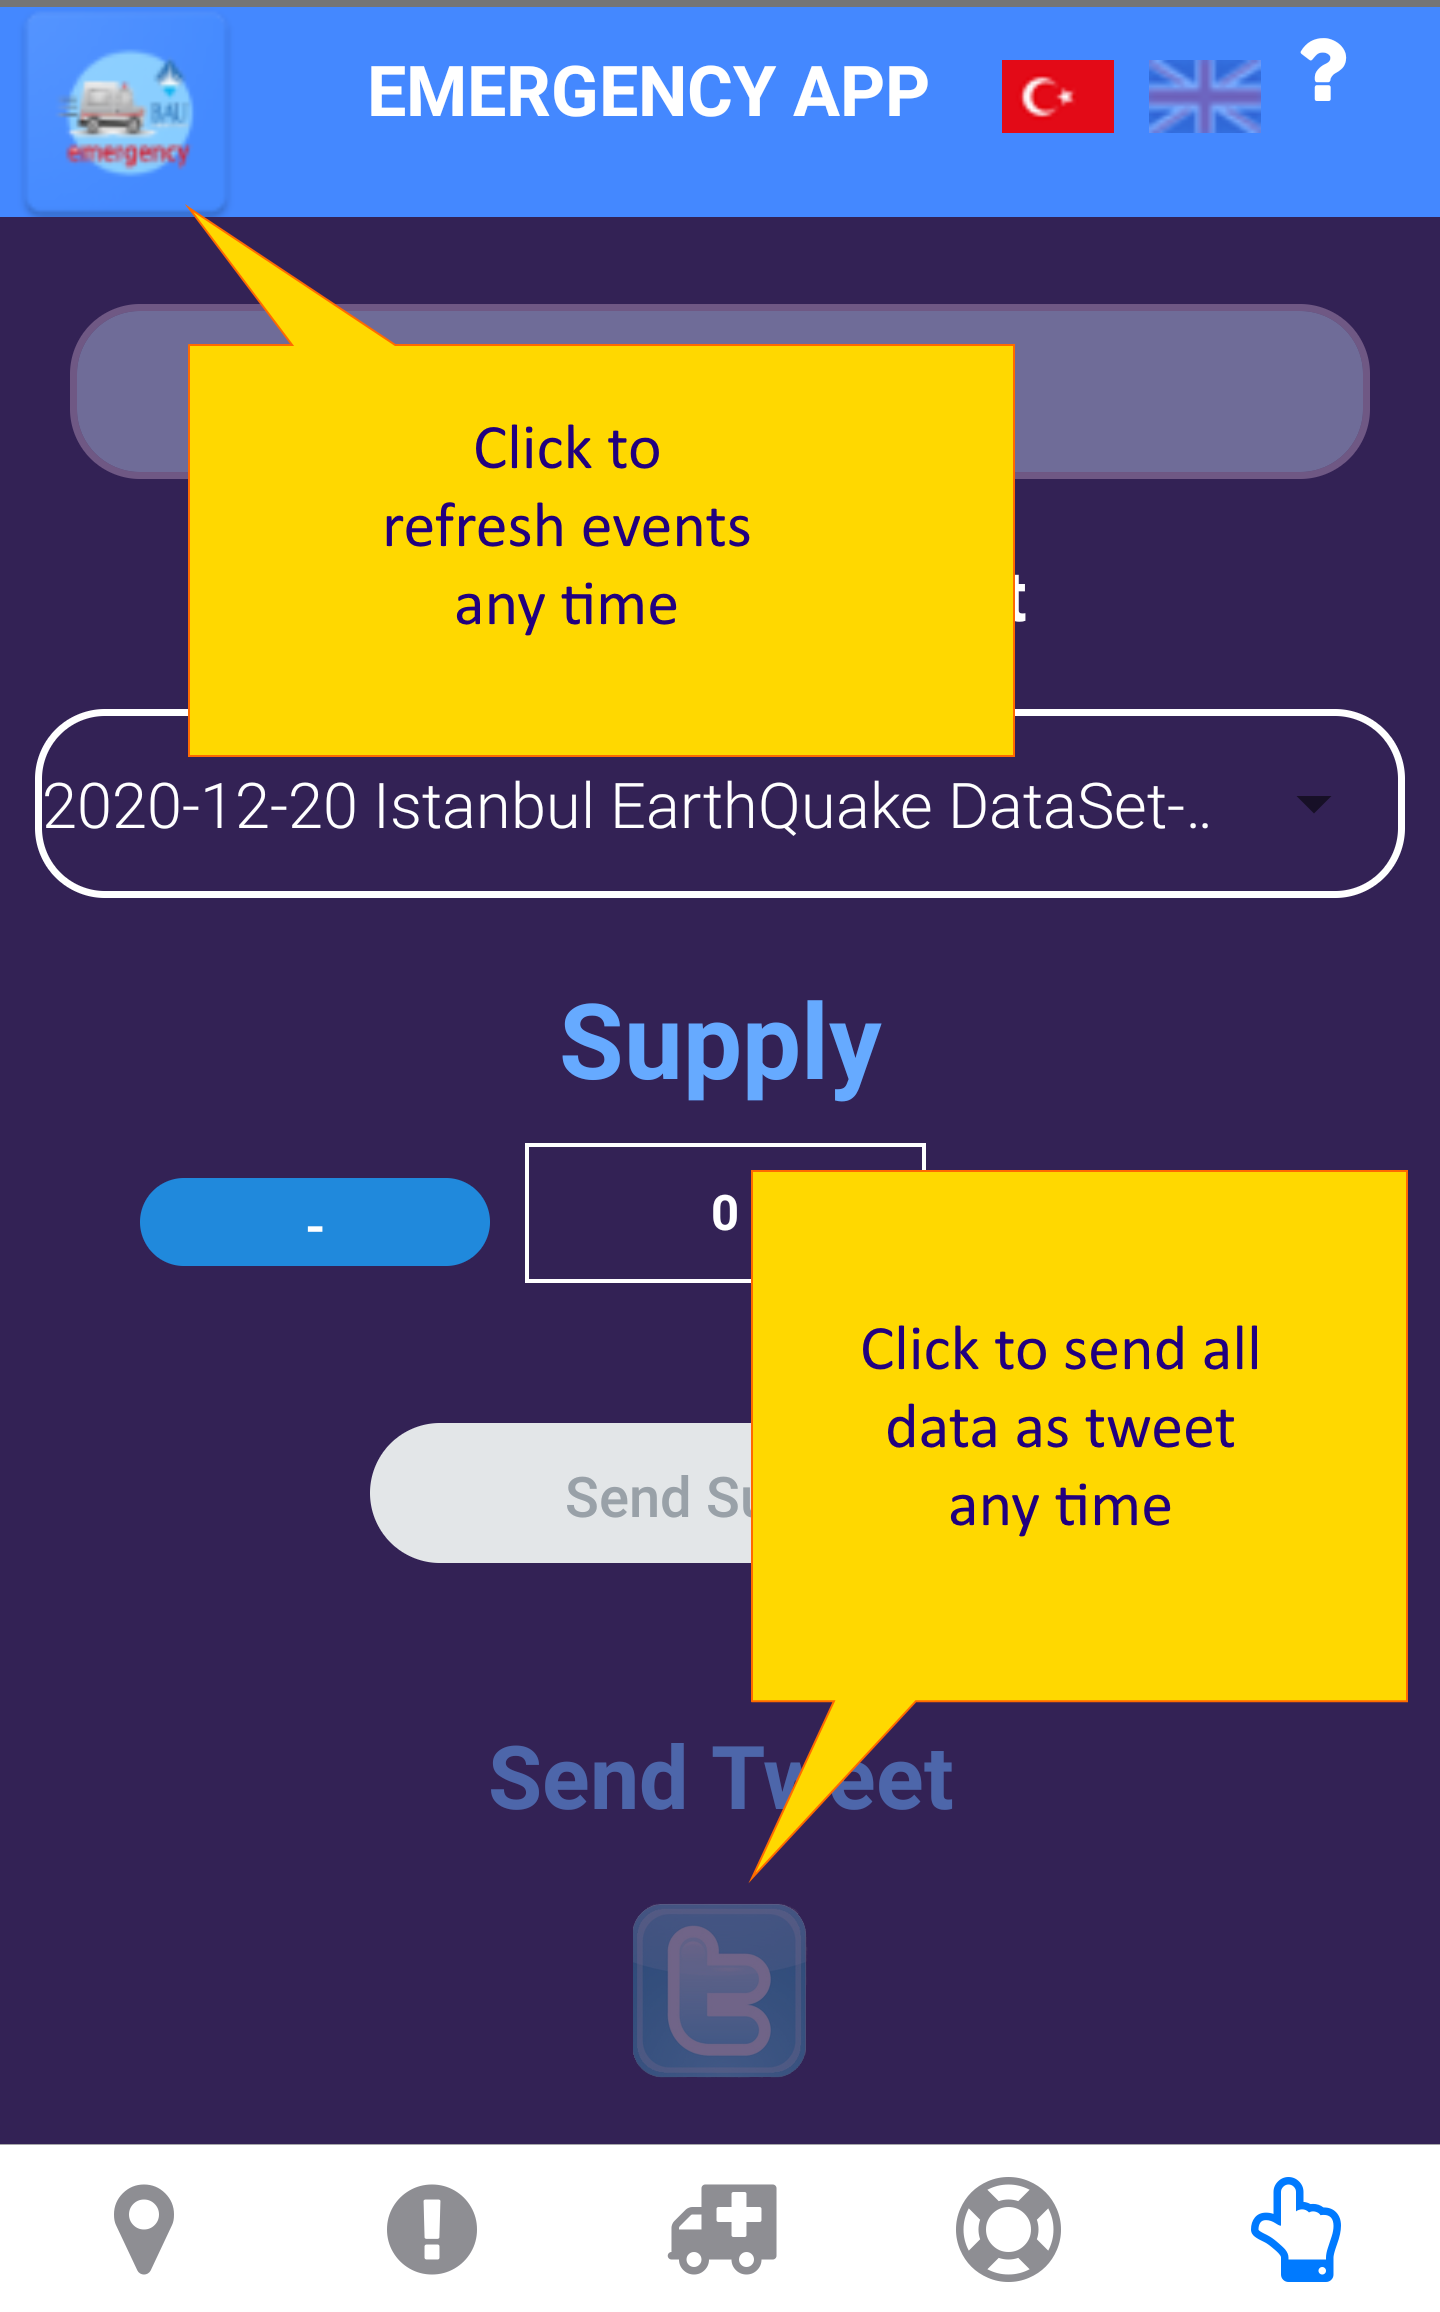 BAU
emergency
EMERGENCY APP
?
Click to
refresh events
any time
t
2020-12-20 Istanbul EarthQuake DataSet-..
Supply
-
0
Click to send all
data as tweet
any time
Send Su
Send Tweet